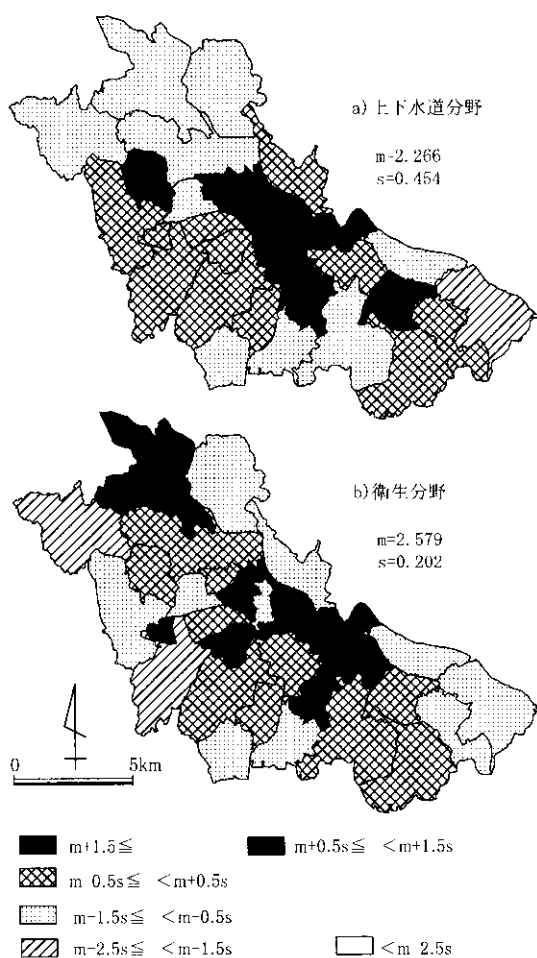 a) 上下水道分野
m-2.266
s=0.454
b) 衛生分野
m=2.579
s=0.202
0 5km
m+1.5≦
m+0.5s≦ <m+1.5s
m 0.5s≦ <m+0.5s
m-1.5s≦ <m-0.5s
m-2.5s≦ <m-1.5s
<m 2.5s